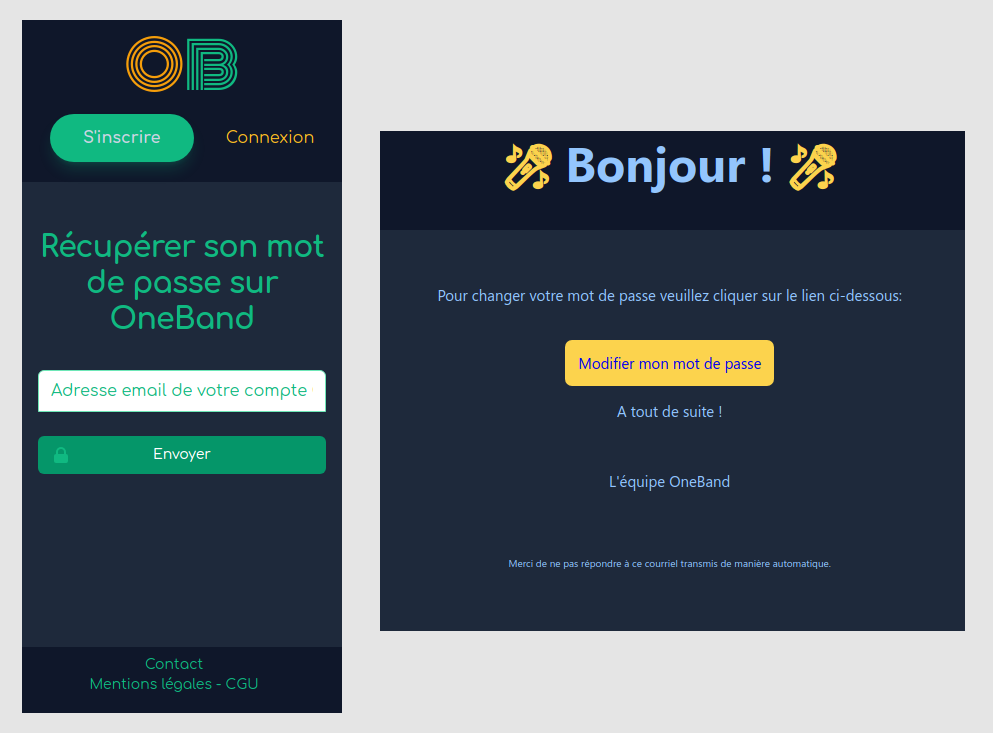 OB
S'inscrire
Connexion
Récupérer son mot
de passe sur
OneBand
Adresse email de votre compte
Envoyer
Contact
Mentions légales - CGU
Bonjour !
Pour changer votre mot de passe veuillez cliquer sur le lien ci-dessous:
Modifier mon mot de passe
A tout de suite !
L'équipe OneBand
Merci de ne pas répondre à ce courriel transmis de manière automatique.